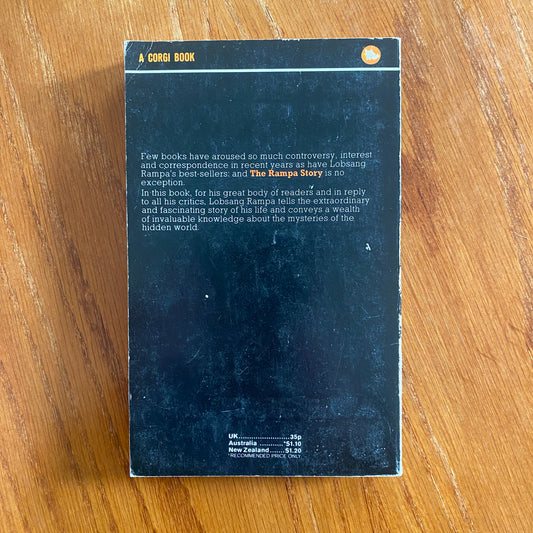 A CORGI BOOK
Few books have aroused so much controversy, interest
and correspondence in recent years as have Lobsang
Rampa's best-sellers: and The Rampa Story is no
exception.
In this book, for his great body of readers and in reply
to all his critics, Lobsang Rampa tells the extraordinary
and fascinating story of his life and conveys a wealth
of invaluable knowledge about the mysteries of the
hidden world.
UK........................35p
Australia ...........*$1.10
New Zealand.......$1.20
*RECOMMENDED PRICE ONLY